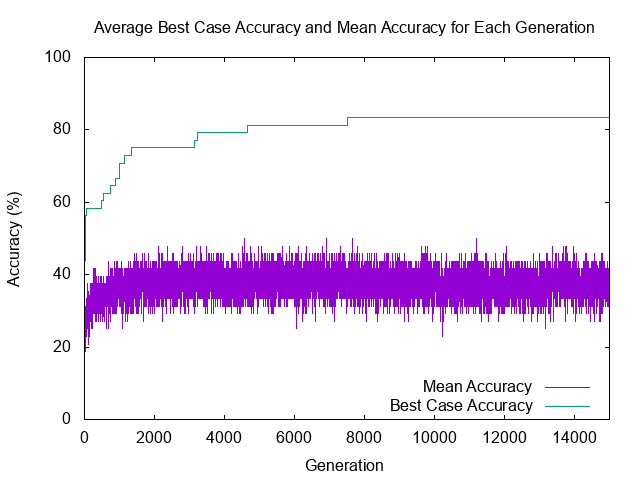 Average Best Case Accuracy and Mean Accuracy for Each Generation
100
80
60
40
20
0
Accuracy (%)
Mean Accuracy
Best Case Accuracy
0 2000 4000 6000 8000 10000 12000 14000
Generation